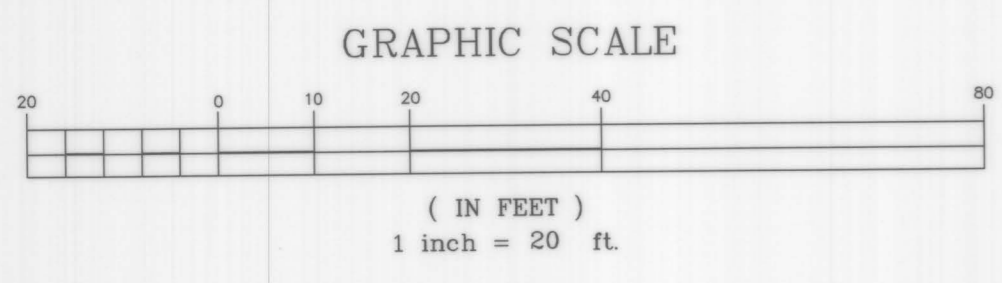 GRAPHIC SCALE
20 0 10 20 40 80
( IN FEET )
1 inch = 20 ft.